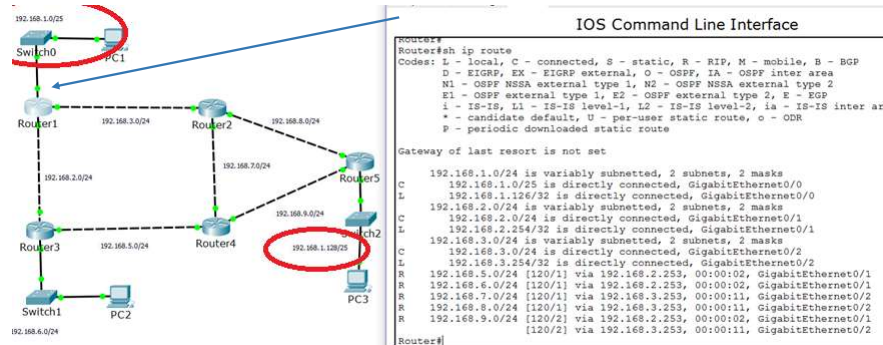 192.168.1.0/25
Switch0
PC1
Router1
192.168.3.0/24
Router2
192.168.8.0/24
192.168.7.0/24
Router5
192.168.2.0/24
192.168.9.0/24
Router3
192.168.5.0/24
Router4
Switch2
192.168.1.128/25
PC3
Switch1
PC2
192.168.6.0/24
IOS Command Line Interface
Router#
Router#sh ip route
Codes: L - local, C - connected, S - static, R - RIP, M - mobile, B - BGP
D - EIGRP, EX - EIGRP external, O - OSPF, IA - OSPF inter area
N1 - OSPF NSSA external type 1, N2 - OSPF NSSA external type 2
E1 - OSPF external type 1, E2 - OSPF external type 2, E - EGP
i - IS-IS, L1 - IS-IS level-1, L2 - IS-IS level-2, ia - IS-IS inter ar
* - candidate default, U - per-user static route, o - ODR
P - periodic downloaded static route
Gateway of last resort is not set
192.168.1.0/24 is variably subnetted, 2 subnets, 2 masks
C 192.168.1.0/25 is directly connected, GigabitEthernet0/0
L 192.168.1.126/32 is directly connected, GigabitEthernet0/0
192.168.2.0/24 is variably subnetted, 2 subnets, 2 masks
C 192.168.2.0/24 is directly connected, GigabitEthernet0/1
L 192.168.2.254/32 is directly connected, GigabitEthernet0/1
192.168.3.0/24 is variably subnetted, 2 subnets, 2 masks
C 192.168.3.0/24 is directly connected, GigabitEthernet0/2
L 192.168.3.254/32 is directly connected, GigabitEthernet0/2
R 192.168.5.0/24 [120/1] via 192.168.2.253, 00:00:02, GigabitEthernet0/1
R 192.168.6.0/24 [120/1] via 192.168.2.253, 00:00:02, GigabitEthernet0/1
R 192.168.7.0/24 [120/1] via 192.168.3.253, 00:00:11, GigabitEthernet0/2
R 192.168.8.0/24 [120/1] via 192.168.3.253, 00:00:11, GigabitEthernet0/2
R 192.168.9.0/24 [120/2] via 192.168.2.253, 00:00:02, GigabitEthernet0/1
[120/2] via 192.168.3.253, 00:00:11, GigabitEthernet0/2
Router#